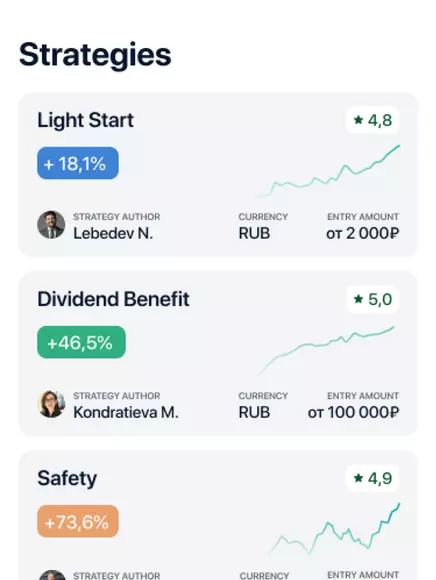 Strategies
Light Start
★ 4,8
+ 18,1%
STRATEGY AUTHOR
Lebedev N.
CURRENCY
RUB
ENTRY AMOUNT
от 2 000₽
Dividend Benefit
★ 5,0
+46,5%
STRATEGY AUTHOR
Kondratieva M.
CURRENCY
RUB
ENTRY AMOUNT
от 100 000₽
Safety
★ 4,9
+73,6%
STRATEGY AUTHOR
CURRENCY
ENTRY AMOUNT